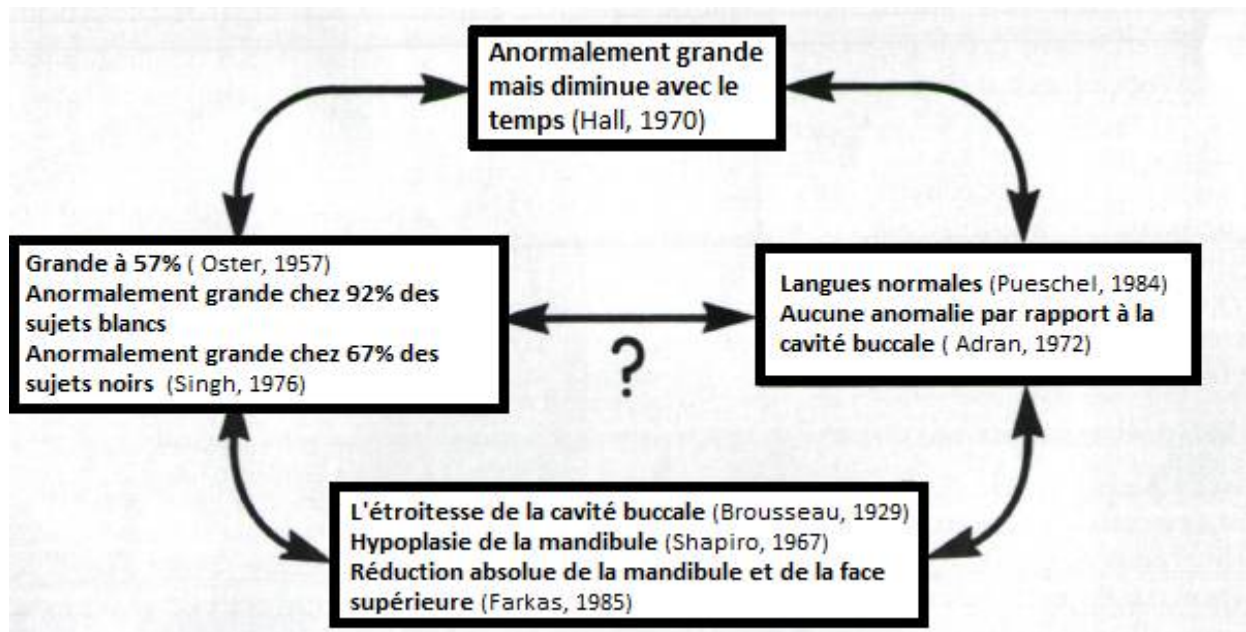 Anormalement grande
mais diminue avec le
temps (Hall, 1970)
Grande à 57% ( Oster, 1957)
Anormalement grande chez 92% des
sujets blancs
Anormalement grande chez 67% des
sujets noirs (Singh, 1976)
?
Langues normales (Pueschel, 1984)
Aucune anomalie par rapport à la
cavité buccale ( Adran, 1972)
L'étroitesse de la cavité buccale (Brousseau, 1929)
Hypoplasie de la mandibule (Shapiro, 1967)
Réduction absolue de la mandibule et de la face
supérieure (Farkas, 1985)